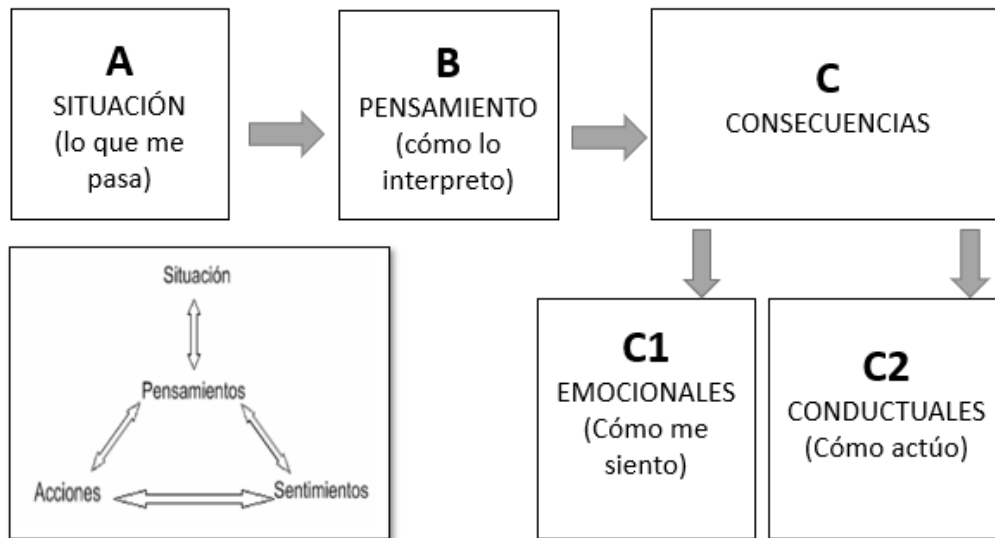 A
SITUACIÓN
(lo que me
pasa)
B
PENSAMIENTO
(cómo lo
interpreto)
C
CONSECUENCIAS
Situación
Pensamientos
Acciones
Sentimientos
C1
EMOCIONALES
(Cómo me
siento)
C2
CONDUCTUALES
(Cómo actúo)